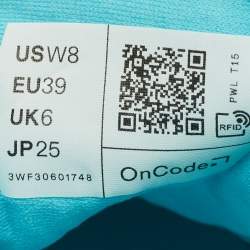 USW8
EU39
UK6
JP25
3WF30601748
PWL T15
RFID
OnCode